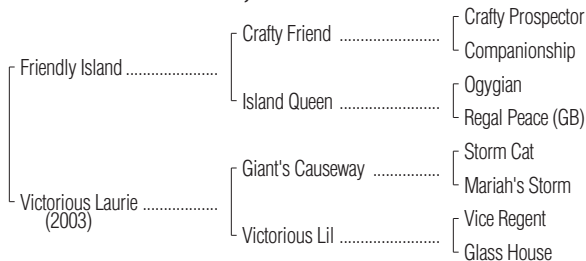 Crafty Prospector
Crafty Friend ..................
Companionship
Friendly Island .....................
Ogygian
Island Queen ..................
Regal Peace (GB)
Storm Cat
Giant's Causeway ............
Mariah's Storm
Victorious Laurie .................
(2003)
Vice Regent
Victorious Lil ..................
Glass House